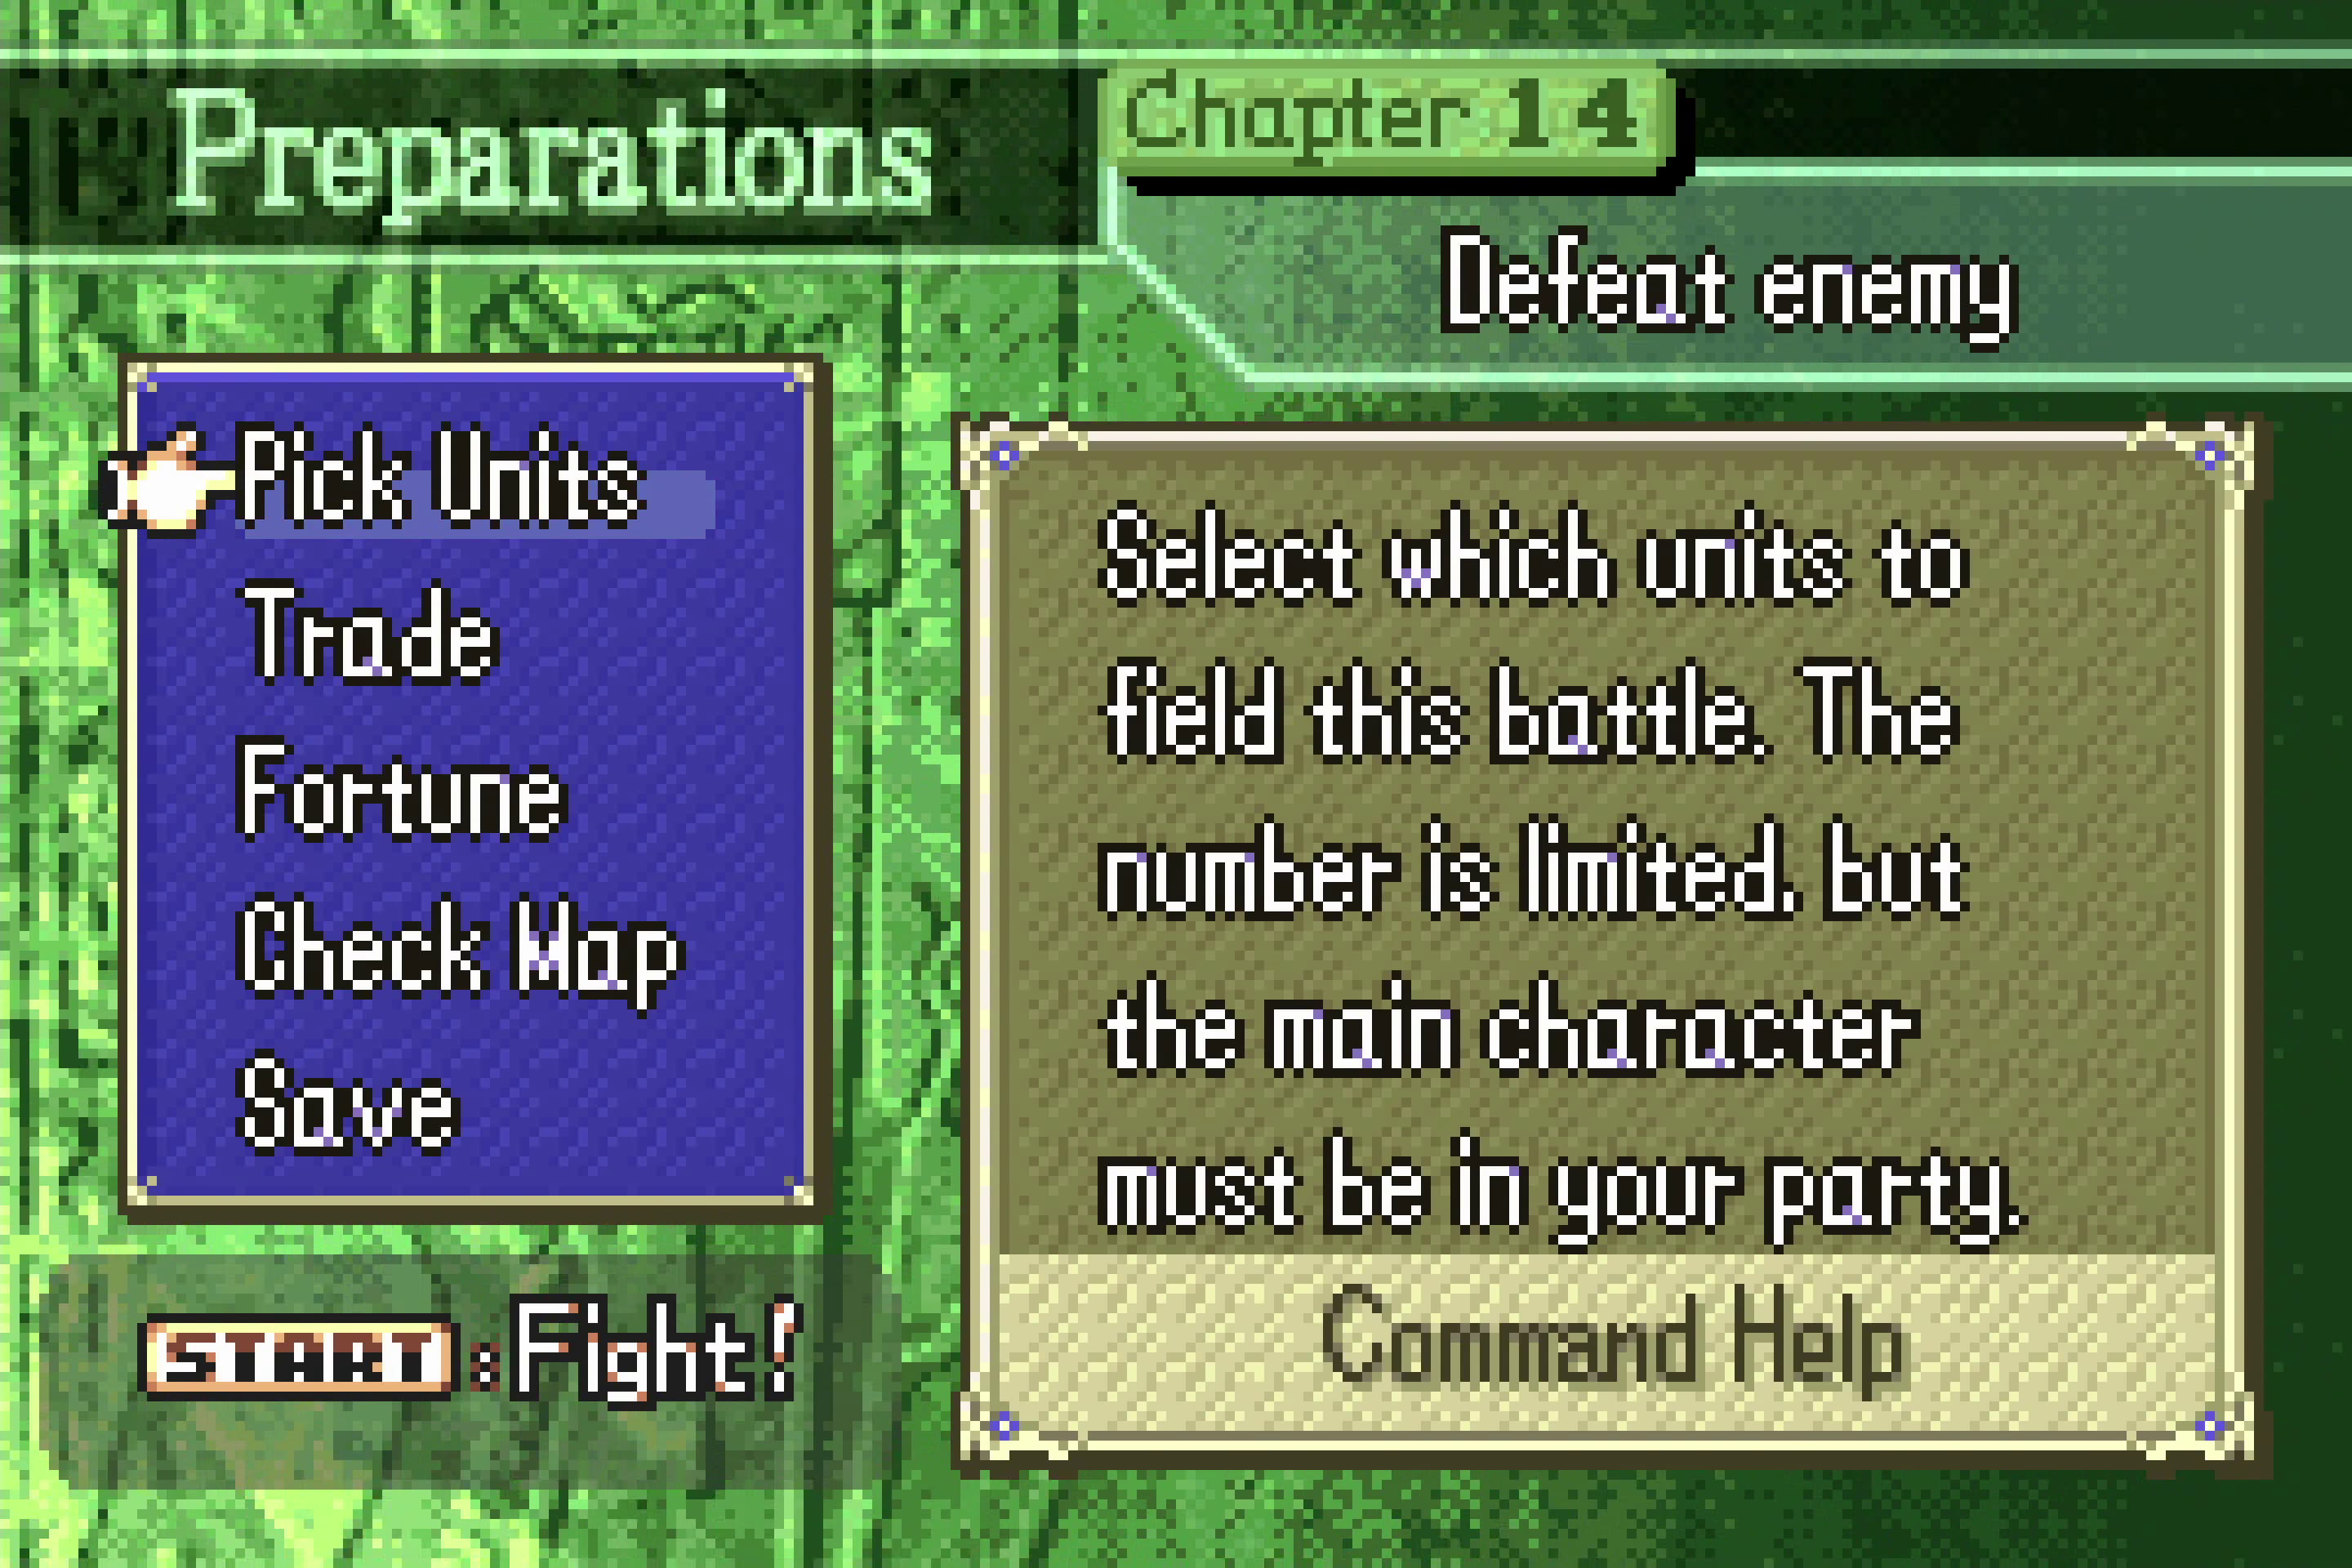 Preparations
Chapter 14
Defeat enemy
Pick Units
Trade
Fortune
Check Map
Save
START :Fight!
Select which units to
field this battle. The
number is limited. but
the main character
must be in your party.
Command Help